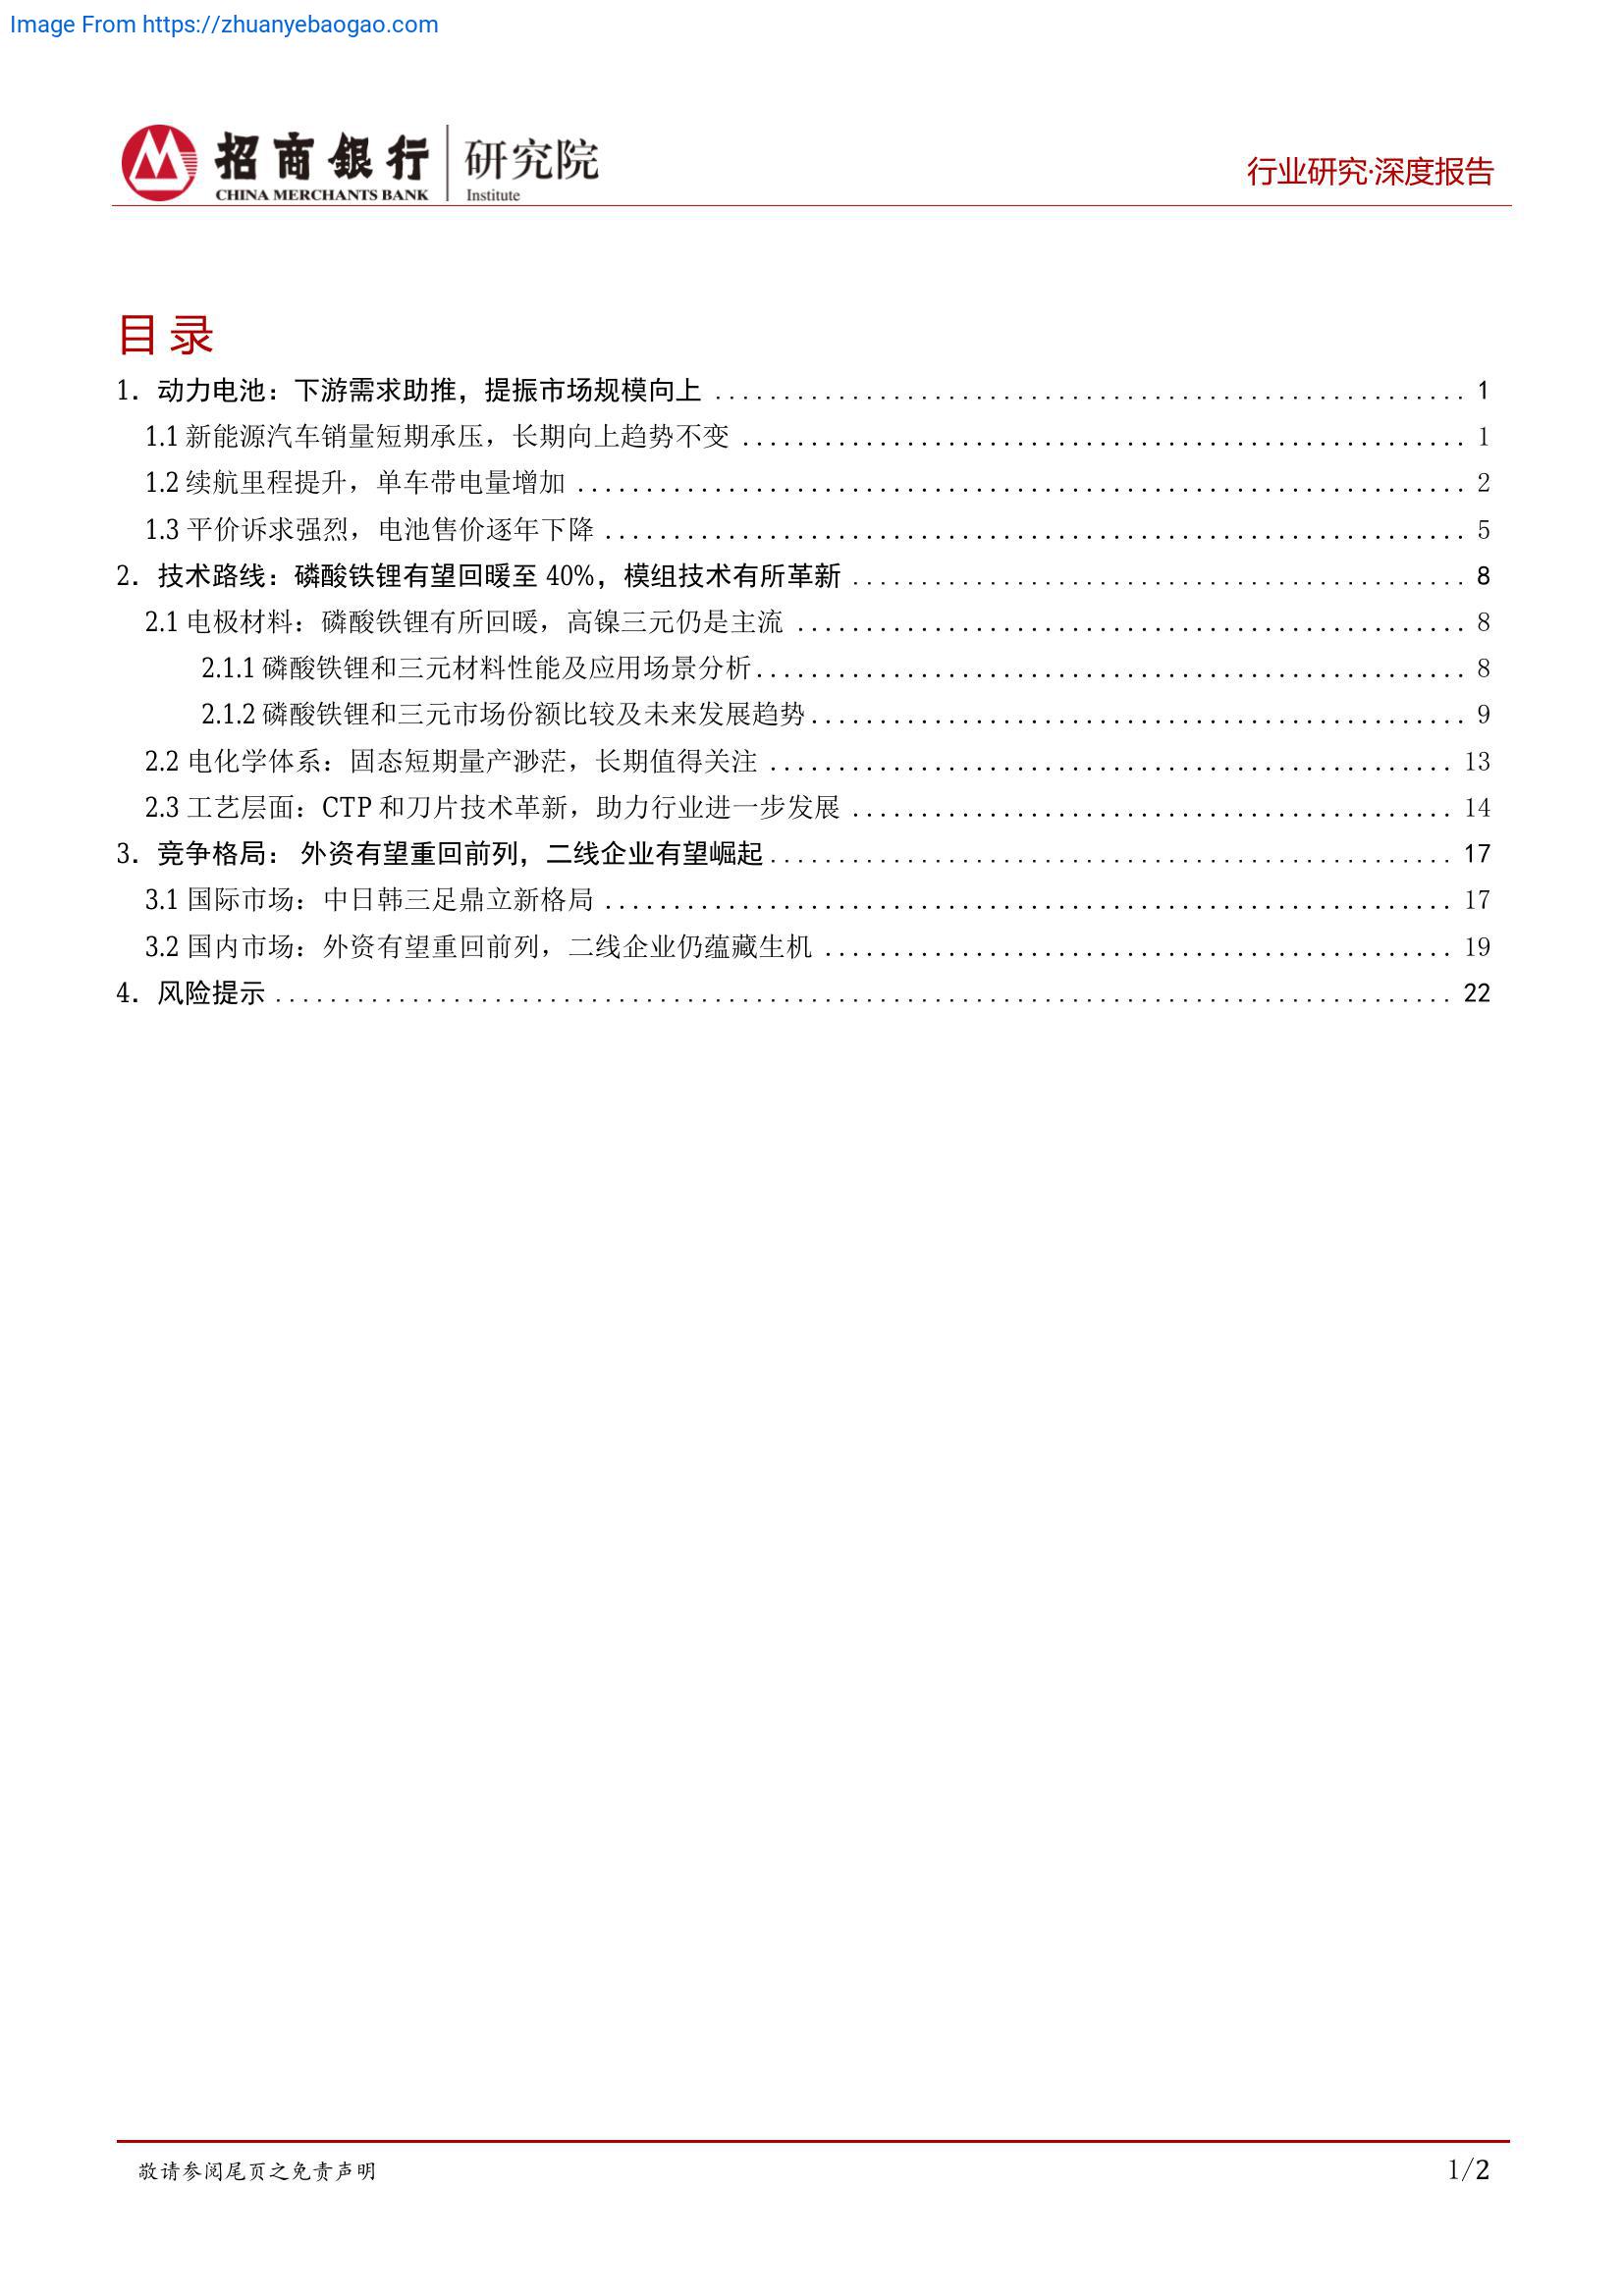 Image From https://zhuanyebaogao.com
招商銀行 研究院
CHINA MERCHANTS BANK Institute
行业研究·深度报告
目录
1. 动力电池：下游需求助推，提振市场规模向上 1
1.1 新能源汽车销量短期承压，长期向上趋势不变 1
1.2 续航里程提升，单车带电量增加 2
1.3 平价诉求强烈，电池售价逐年下降 5
2. 技术路线：磷酸铁锂有望回暖至 40%，模组技术有所革新 8
2.1 电极材料：磷酸铁锂有所回暖，高镍三元仍是主流 8
2.1.1 磷酸铁锂和三元材料性能及应用场景分析 8
2.1.2 磷酸铁锂和三元市场份额比较及未来发展趋势 9
2.2 电化学体系：固态短期量产渺茫，长期值得关注 13
2.3 工艺层面：CTP 和刀片技术革新，助力行业进一步发展 14
3. 竞争格局： 外资有望重回前列，二线企业有望崛起 17
3.1 国际市场：中日韩三足鼎立新格局 17
3.2 国内市场：外资有望重回前列，二线企业仍蕴藏生机 19
4. 风险提示 22
敬请参阅尾页之免责声明
1/2